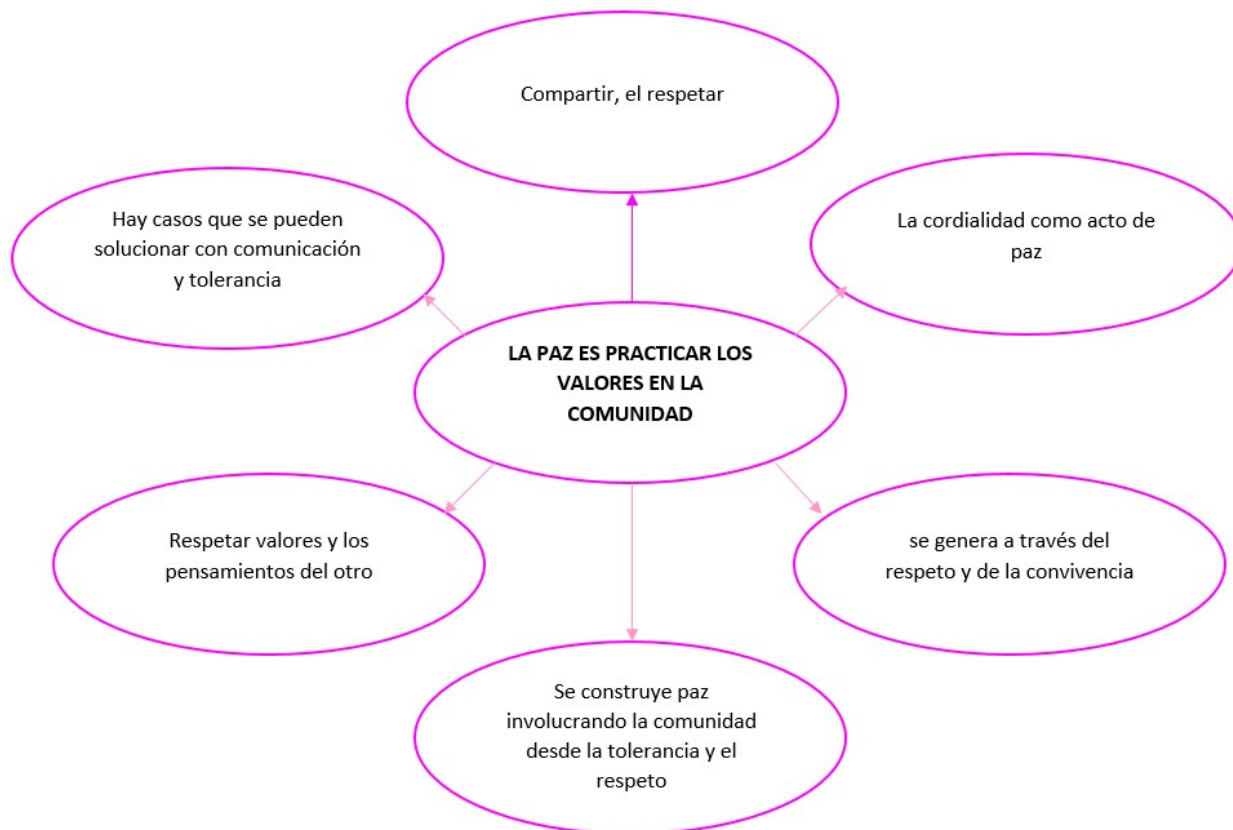 Compartir, el respetar
Hay casos que se pueden
solucionar con comunicación
y tolerancia
La cordialidad como acto de
paz
LA PAZ ES PRACTICAR LOS
VALORES EN LA
COMUNIDAD
Respetar valores y los
pensamientos del otro
se genera a través del
respeto y de la convivencia
Se construye paz
involucrando la comunidad
desde la tolerancia y el
respeto